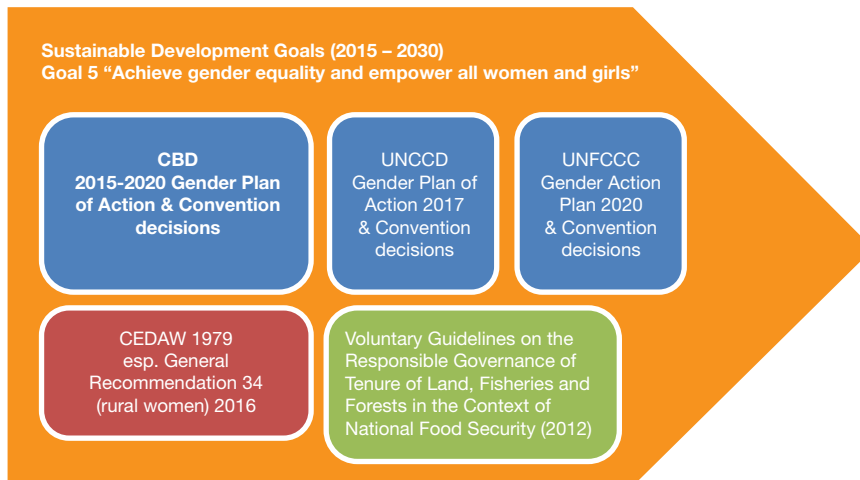 Sustainable Development Goals (2015 – 2030)
Goal 5 “Achieve gender equality and empower all women and girls”
CBD
2015-2020 Gender Plan
of Action & Convention
decisions
UNCCD
Gender Plan of
Action 2017
& Convention
decisions
UNFCCC
Gender Action
Plan 2020
& Convention
decisions
CEDAW 1979
esp. General
Recommendation 34
(rural women) 2016
Voluntary Guidelines on the
Responsible Governance of
Tenure of Land, Fisheries and
Forests in the Context of
National Food Security (2012)